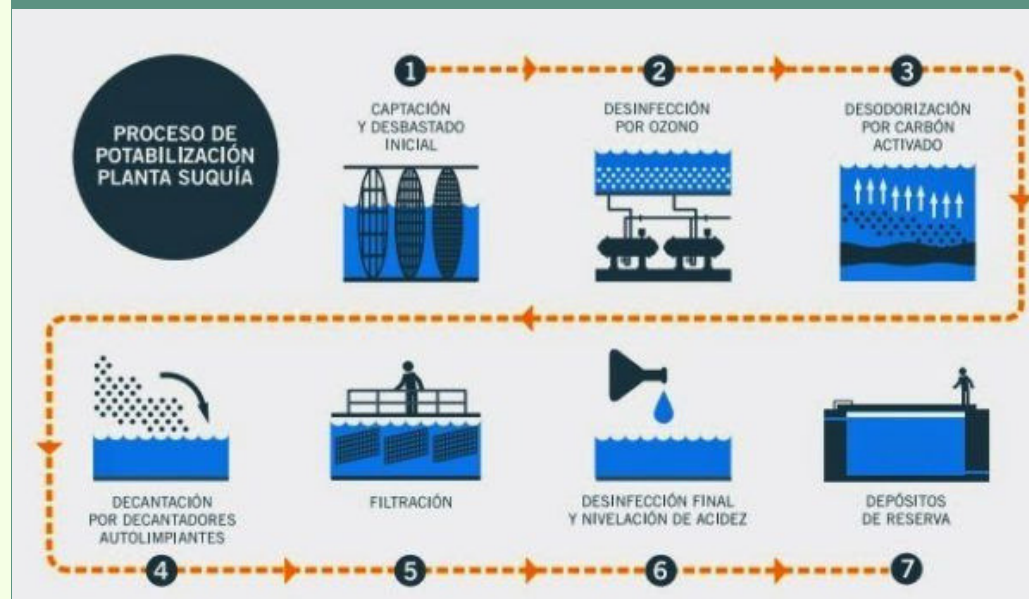 PROCESO DE
POTABILIZACIÓN
PLANTA SUQUÍA
1
CAPTACIÓN
Y DESBASTADO
INICIAL
2
DESINFECCIÓN
POR OZONO
3
DESODORIZACIÓN
POR CARBÓN
ACTIVADO
DECANTACIÓN
POR DECANTADORES
AUTOLIMPIANTES
4
FILTRACIÓN
5
DESINFECCIÓN FINAL
Y NIVELACIÓN DE ACIDEZ
6
DEPÓSITOS
DE RESERVA
7